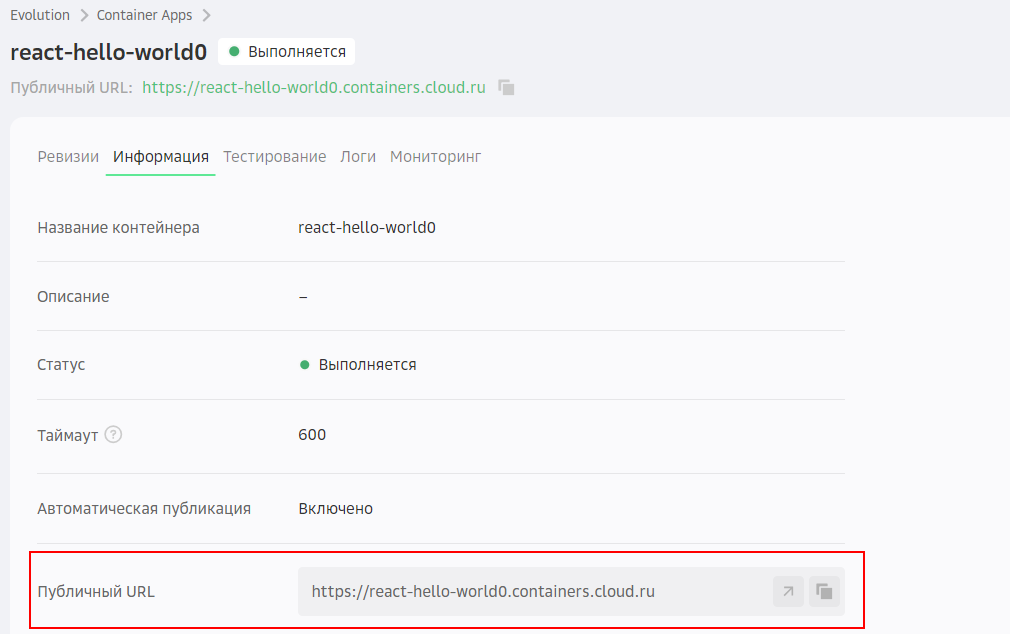 Evolution > Container Apps >
react-hello-world0 Выполняется
Публичный URL: https://react-hello-world0.containers.cloud.ru
Ревизии Информация Тестирование Логи Мониторинг
Название контейнера react-hello-world0
Описание –
Статус Выполняется
Таймаут ? 600
Автоматическая публикация Включено
Публичный URL https://react-hello-world0.containers.cloud.ru